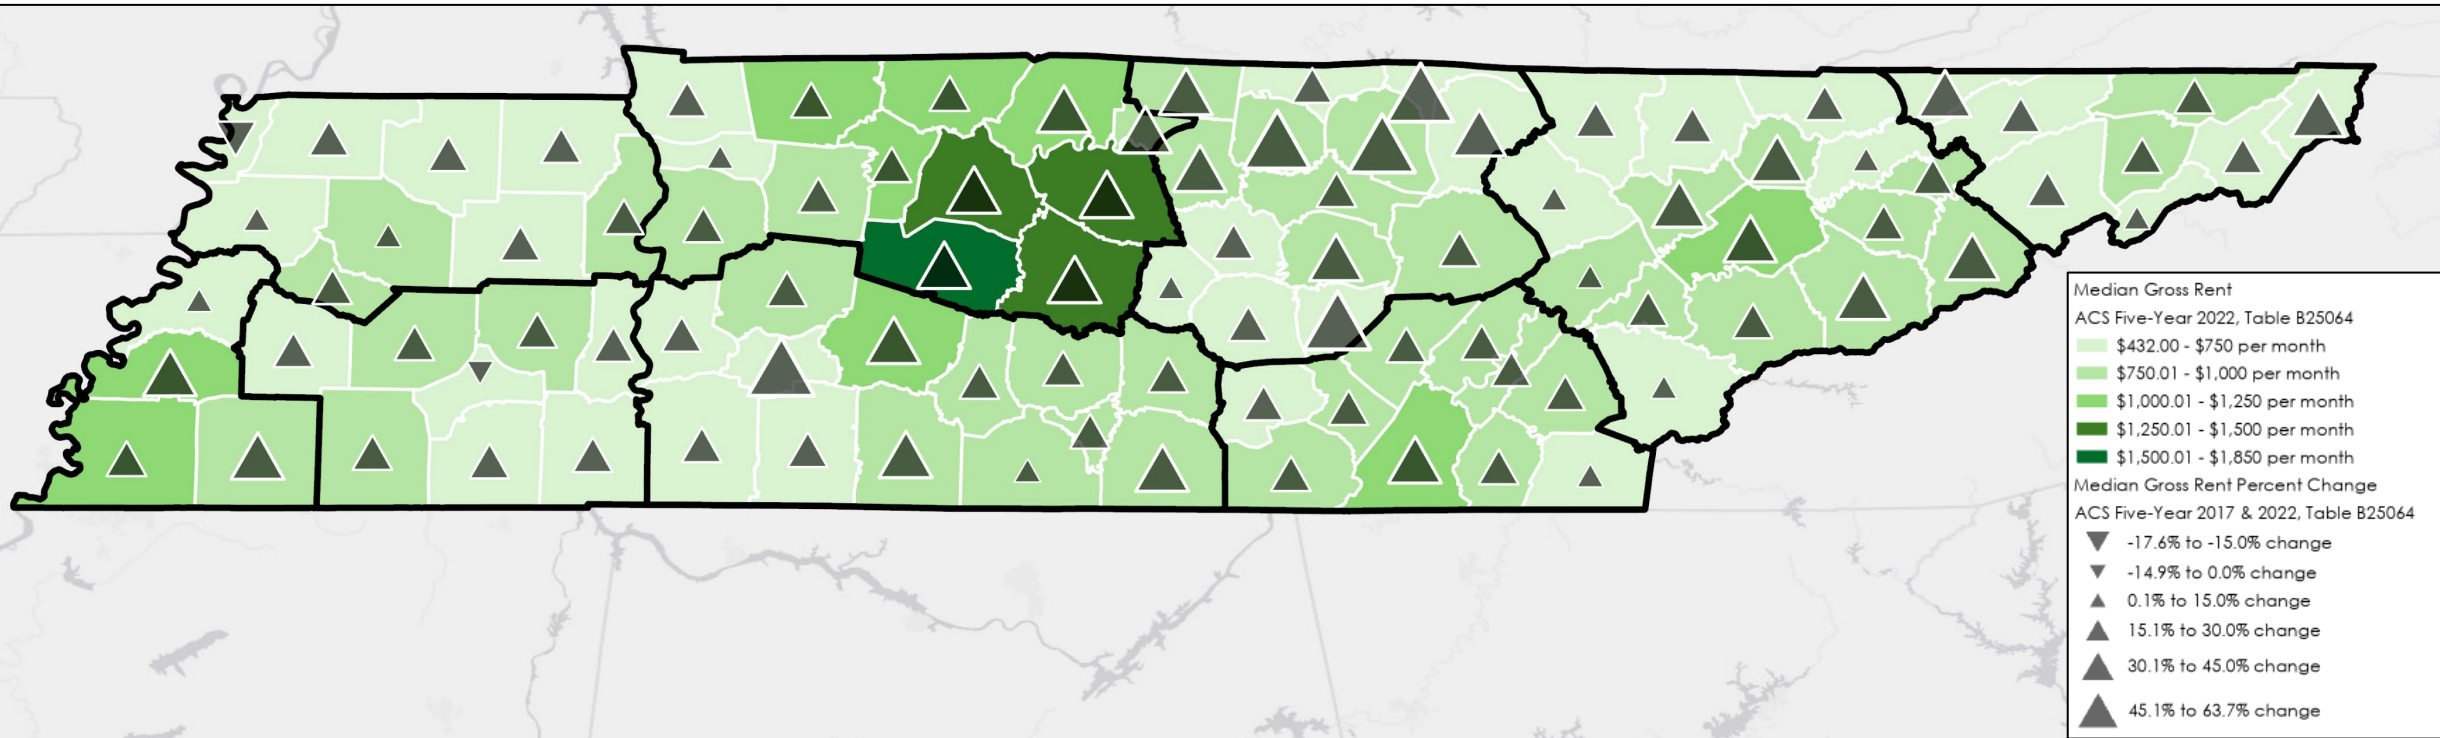 Median Gross Rent
ACS Five-Year 2022, Table B25064
$432.00 - $750 per month
$750.01 - $1,000 per month
$1,000.01 - $1,250 per month
$1,250.01 - $1,500 per month
$1,500.01 - $1,850 per month
Median Gross Rent Percent Change
ACS Five-Year 2017 & 2022, Table B25064
-17.6% to -15.0% change
-14.9% to 0.0% change
0.1% to 15.0% change
15.1% to 30.0% change
30.1% to 45.0% change
45.1% to 63.7% change